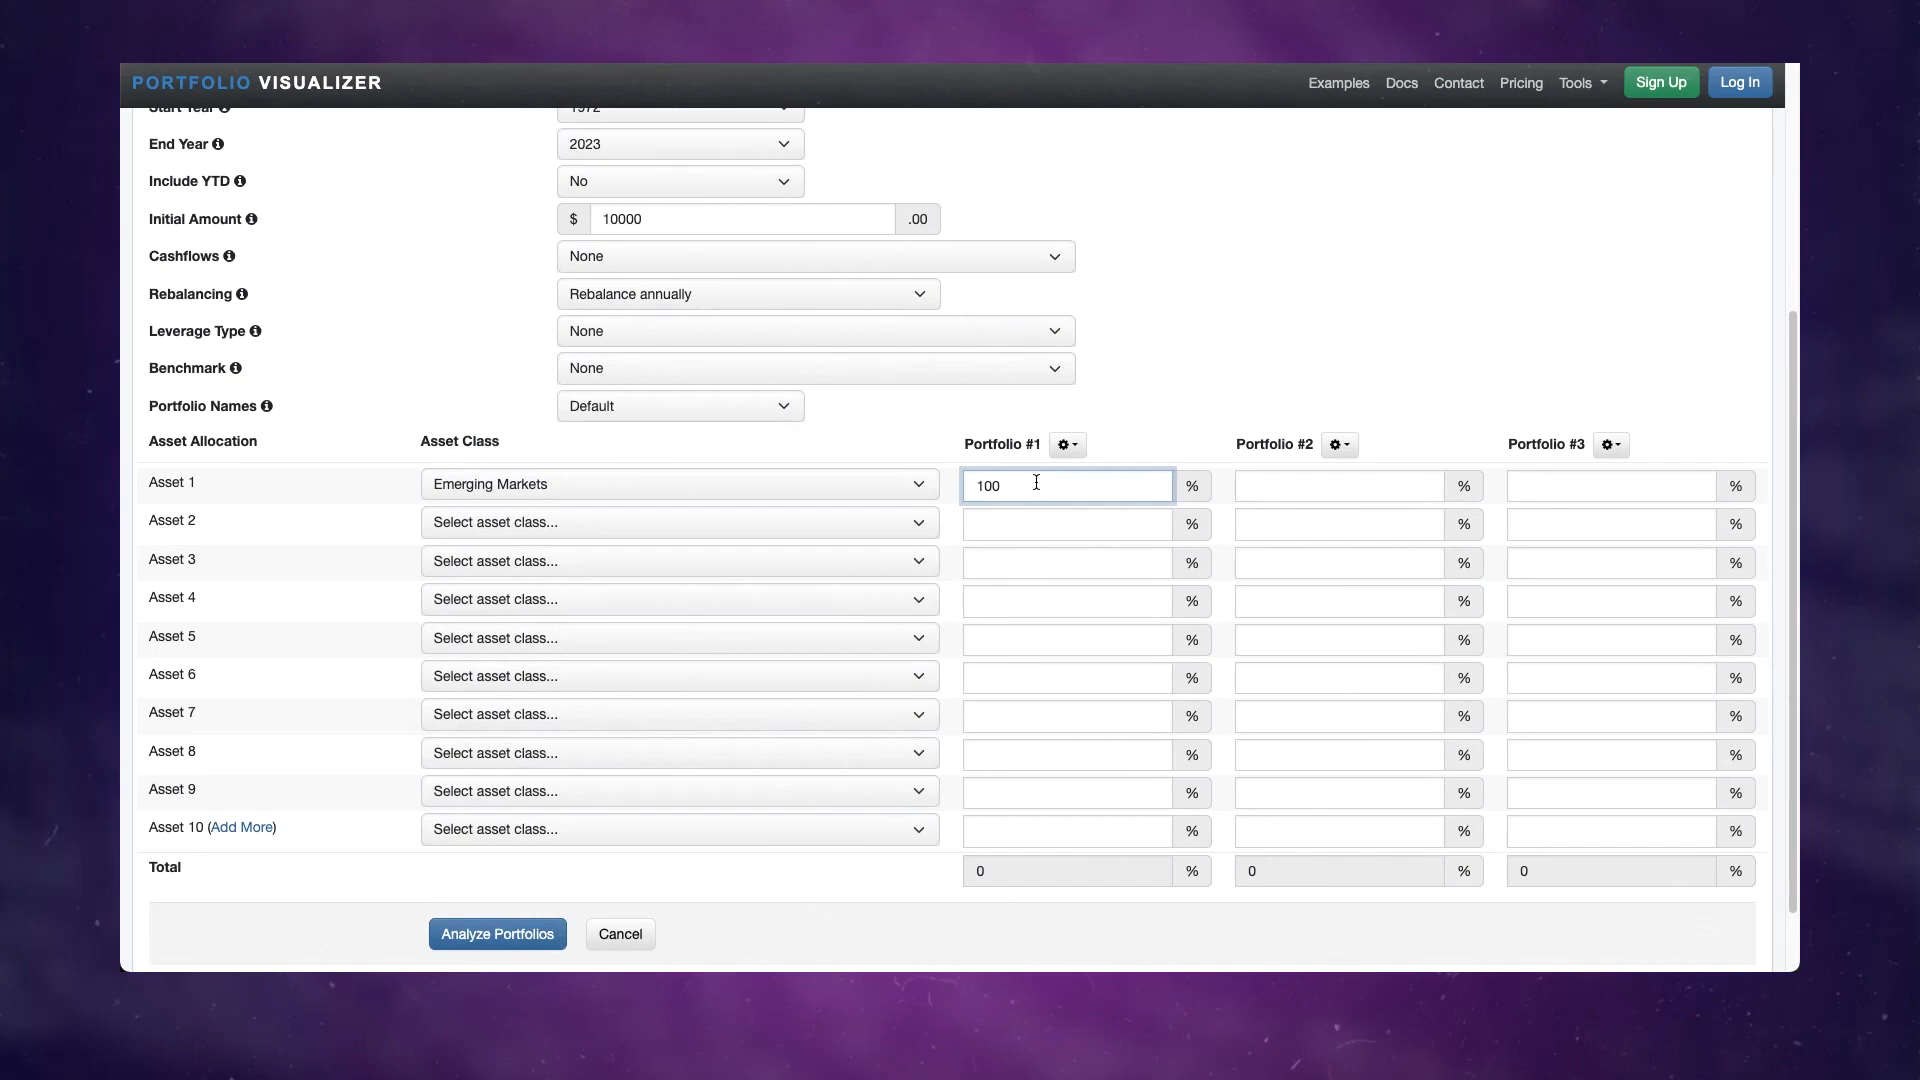 PORTFOLIO VISUALIZER Examples Docs Contact Pricing Tools Sign Up Log In
Start Year 1972
End Year 2023
Include YTD No
Initial Amount $ 10000 .00
Cashflows None
Rebalancing Rebalance annually
Leverage Type None
Benchmark None
Portfolio Names Default
Asset Allocation Asset Class Portfolio #1 Portfolio #2 Portfolio #3
Asset 1 Emerging Markets 100 % % %
Asset 2 Select asset class... % % %
Asset 3 Select asset class... % % %
Asset 4 Select asset class... % % %
Asset 5 Select asset class... % % %
Asset 6 Select asset class... % % %
Asset 7 Select asset class... % % %
Asset 8 Select asset class... % % %
Asset 9 Select asset class... % % %
Asset 10 (Add More) Select asset class... % % %
Total 0 % 0 % 0 %
Analyze Portfolios Cancel